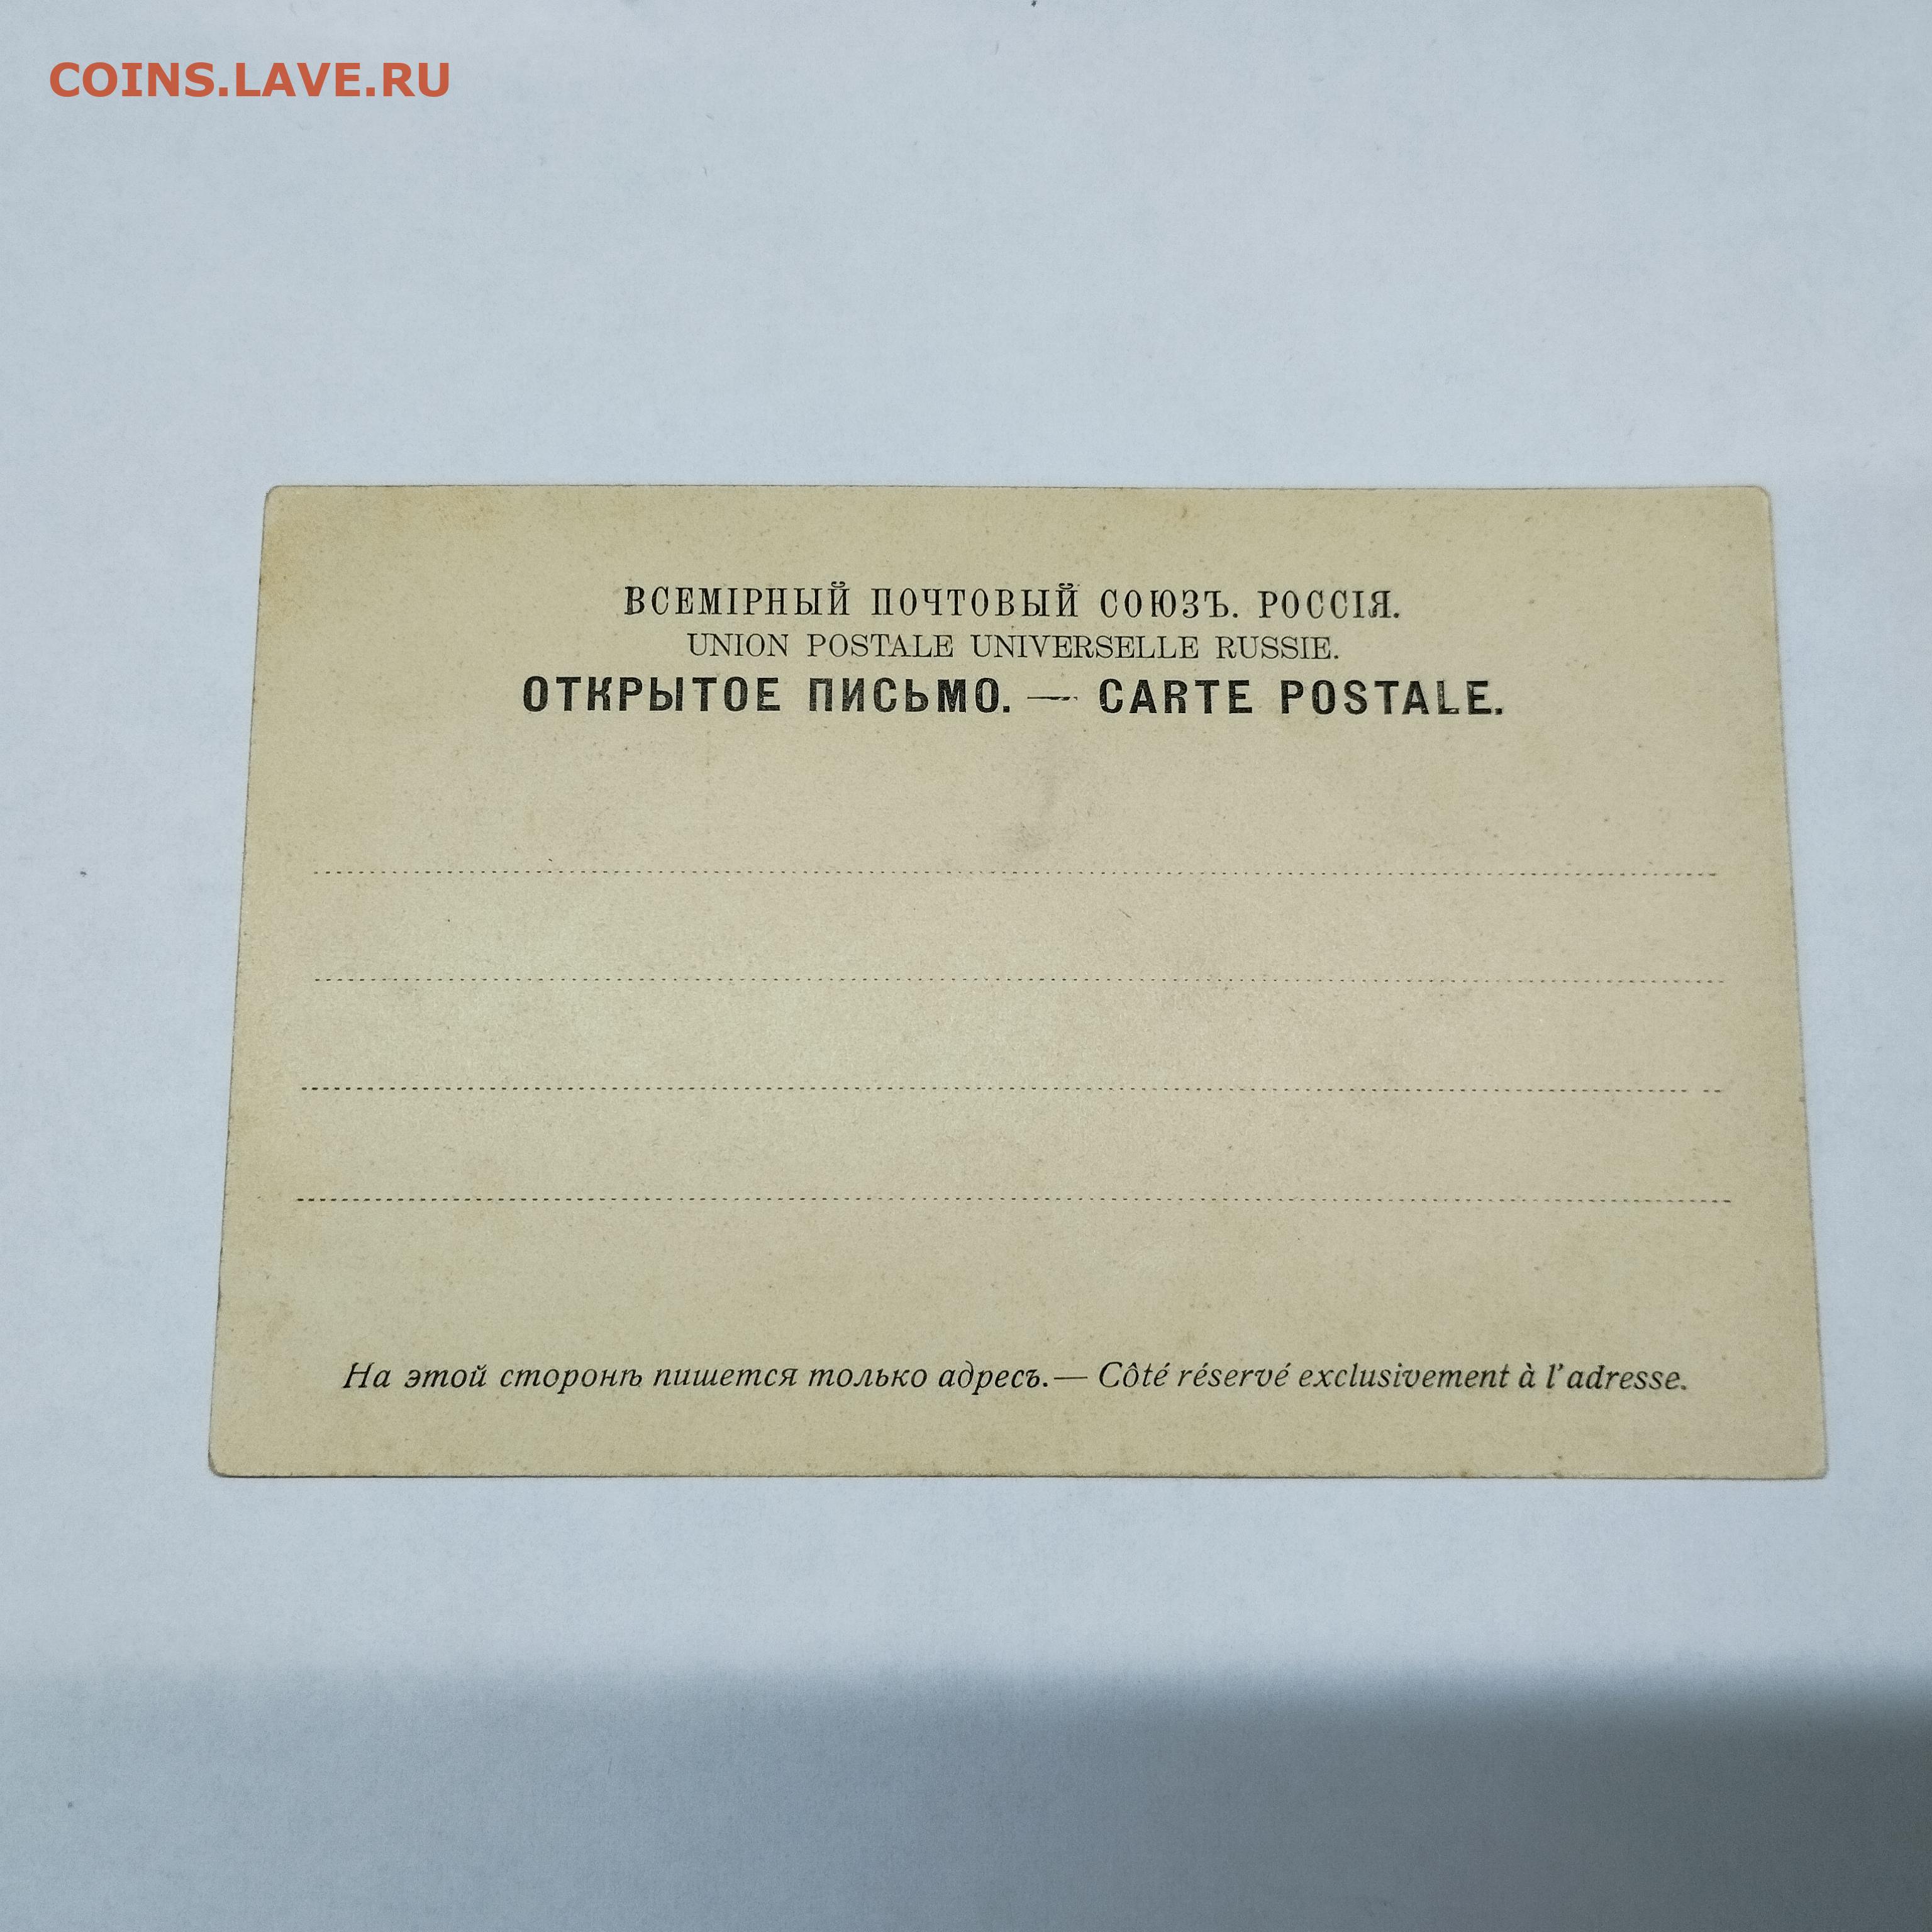 COINS.LAVE.RU
ВСЕМІРНЫЙ ПОЧТОВЫЙ СОЮЗЪ. РОССІЯ.
UNION POSTALE UNIVERSELLE RUSSIE.
ОТКРЫТОЕ ПИСЬМО. — CARTE POSTALE.
На этой сторонѣ пишется только адресъ. — Côté réservé exclusivement à l'adresse.